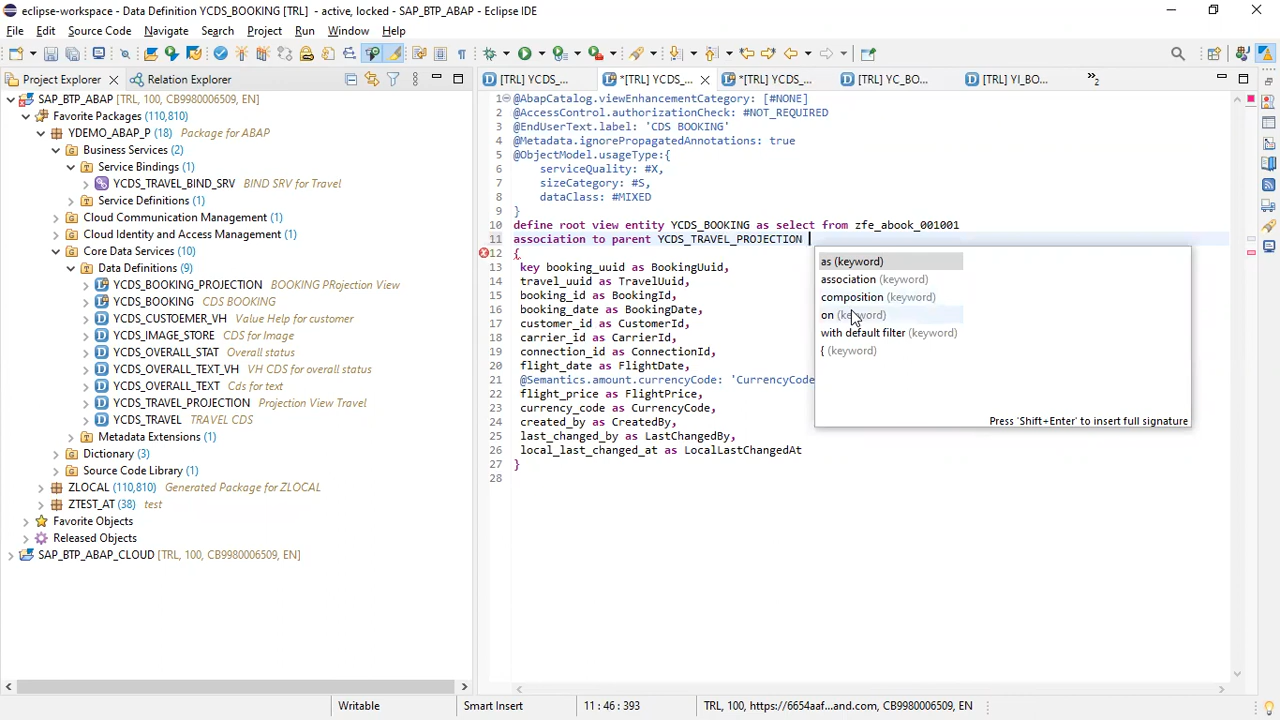 eclipse-workspace - Data Definition YCDS_BOOKING [TRL] - active, locked - SAP_BTP_ABAP - Eclipse IDE
File Edit Source Code Navigate Search Project Run Window Help
Project Explorer
Relation Explorer
SAP_BTP_ABAP [TRL, 100, CB9980006509, EN]
Favorite Packages (110,810)
YDEMO_ABAP_P (18) Package for ABAP
Business Services (2)
Service Bindings (1)
YCDS_TRAVEL_BIND_SRV BIND SRV for Travel
Service Definitions (1)
Cloud Communication Management (1)
Cloud Identity and Access Management (1)
Core Data Services (10)
Data Definitions (9)
YCDS_BOOKING_PROJECTION BOOKING PRojection View
YCDS_BOOKING CDS BOOKING
YCDS_CUSTOEMER_VH Value Help for customer
YCDS_IMAGE_STORE CDS for Image
YCDS_OVERALL_STAT Overall status
YCDS_OVERALL_TEXT_VH VH CDS for overall status
YCDS_OVERALL_TEXT Cds for text
YCDS_TRAVEL_PROJECTION Projection View Travel
YCDS_TRAVEL TRAVEL CDS
Metadata Extensions (1)
Dictionary (3)
Source Code Library (1)
ZLOCAL (110,810) Generated Package for ZLOCAL
ZTEST_AT (38) test
Favorite Objects
Released Objects
SAP_BTP_ABAP_CLOUD [TRL, 100, CB9980006509, EN]
[TRL] YCDS_... *[TRL] YCDS_... *[TRL] YCDS_... [TRL] YC_BO... [TRL] YI_BO... 2
1 @AbapCatalog.viewEnhancementCategory: [#NONE]
2 @AccessControl.authorizationCheck: #NOT_REQUIRED
3 @EndUserText.label: 'CDS BOOKING'
4 @Metadata.ignorePropagatedAnnotations: true
5 @ObjectModel.usageType:{
6 serviceQuality: #X,
7 sizeCategory: #S,
8 dataClass: #MIXED
9 }
10 define root view entity YCDS_BOOKING as select from zfe_abook_001001
11 association to parent YCDS_TRAVEL_PROJECTION
12 {
13 key booking_uuid as BookingUuid,
14 travel_uuid as TravelUuid,
15 booking_id as BookingId,
16 booking_date as BookingDate,
17 customer_id as CustomerId,
18 carrier_id as CarrierId,
19 connection_id as ConnectionId,
20 flight_date as FlightDate,
21 @Semantics.amount.currencyCode: 'CurrencyCode
22 flight_price as FlightPrice,
23 currency_code as CurrencyCode,
24 created_by as CreatedBy,
25 last_changed_by as LastChangedBy,
26 local_last_changed_at as LocalLastChangedAt
27 }
28
as (keyword)
association (keyword)
composition (keyword)
on (keyword)
with default filter (keyword)
{ (keyword)
Press 'Shift+Enter' to insert full signature
Writable Smart Insert 11 : 46 : 393 TRL, 100, https://6654aaf...and.com, CB9980006509, EN